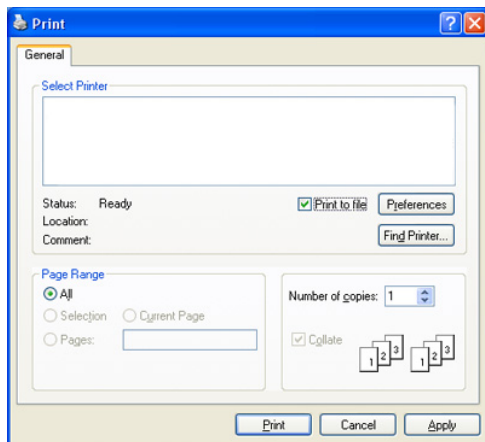 Print
General
Select Printer
Status: Ready
Print to file
Preferences
Location:
Comment:
Find Printer...
Page Range
All
Selection
Current Page
Pages:
Number of copies: 1
Collate
1 2 3 1 2 3
Print Cancel Apply